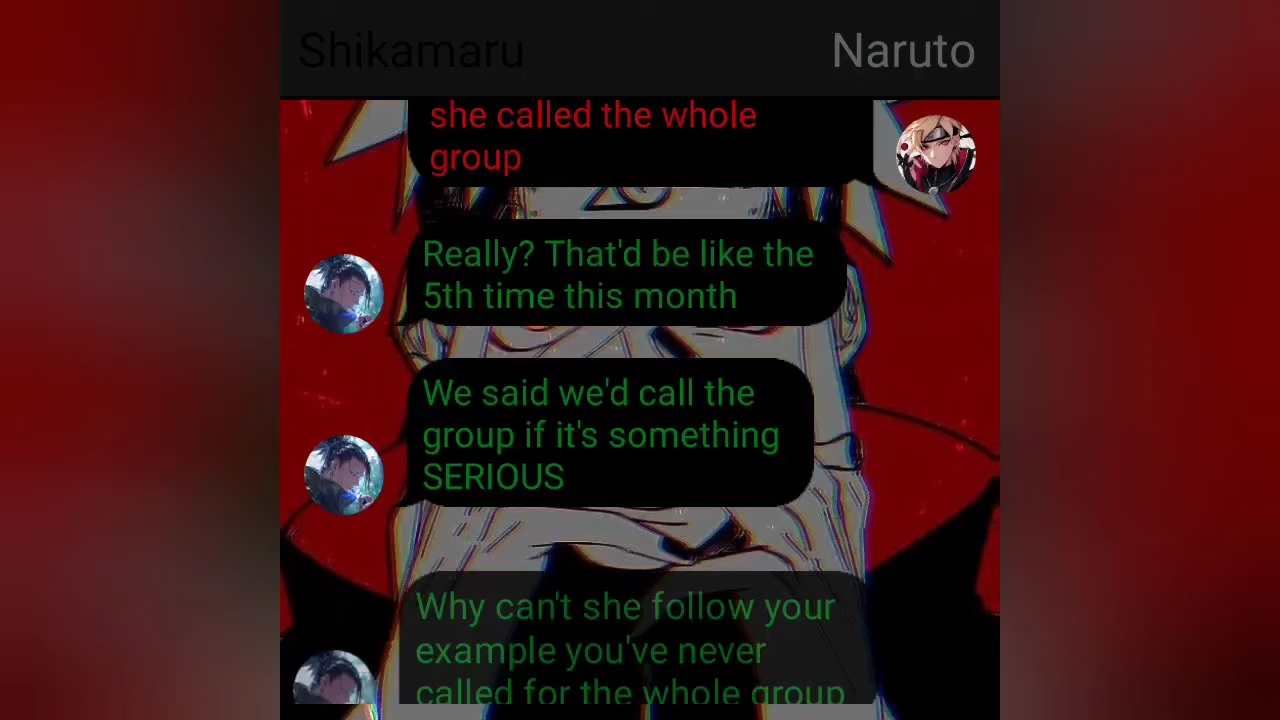 Shikamaru
Naruto
she called the whole
group
Really? That'd be like the
5th time this month
We said we'd call the
group if it's something
SERIOUS
Why can't she follow your
example you've never
called for the whole group